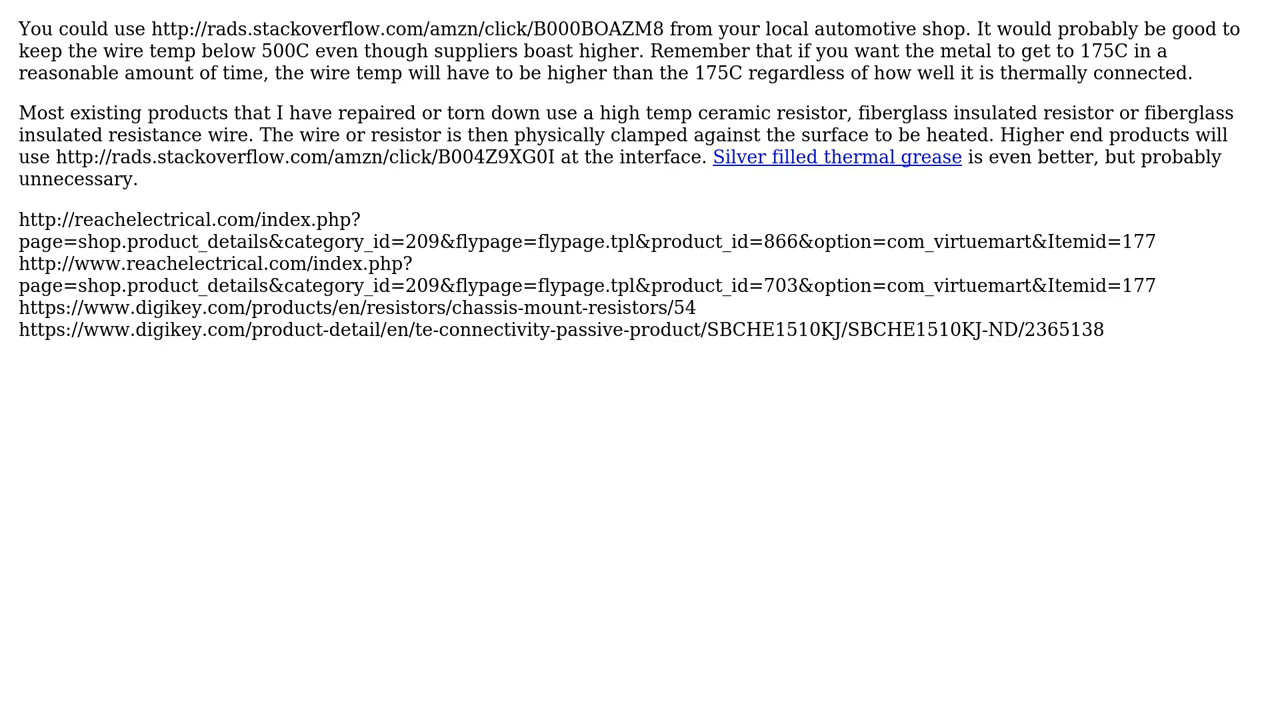 You could use http://rads.stackoverflow.com/amzn/click/B000BOAZM8 from your local automotive shop. It would probably be good to
keep the wire temp below 500C even though suppliers boast higher. Remember that if you want the metal to get to 175C in a
reasonable amount of time, the wire temp will have to be higher than the 175C regardless of how well it is thermally connected.
Most existing products that I have repaired or torn down use a high temp ceramic resistor, fiberglass insulated resistor or fiberglass
insulated resistance wire. The wire or resistor is then physically clamped against the surface to be heated. Higher end products will
use http://rads.stackoverflow.com/amzn/click/B004Z9XG0I at the interface. Silver filled thermal grease is even better, but probably
unnecessary.
http://reachelectrical.com/index.php?
page=shop.product_details&category_id=209&flypage=flypage.tpl&product_id=866&option=com_virtuemart&Itemid=177
http://www.reachelectrical.com/index.php?
page=shop.product_details&category_id=209&flypage=flypage.tpl&product_id=703&option=com_virtuemart&Itemid=177
https://www.digikey.com/products/en/resistors/chassis-mount-resistors/54
https://www.digikey.com/product-detail/en/te-connectivity-passive-product/SBCHE1510KJ/SBCHE1510KJ-ND/2365138